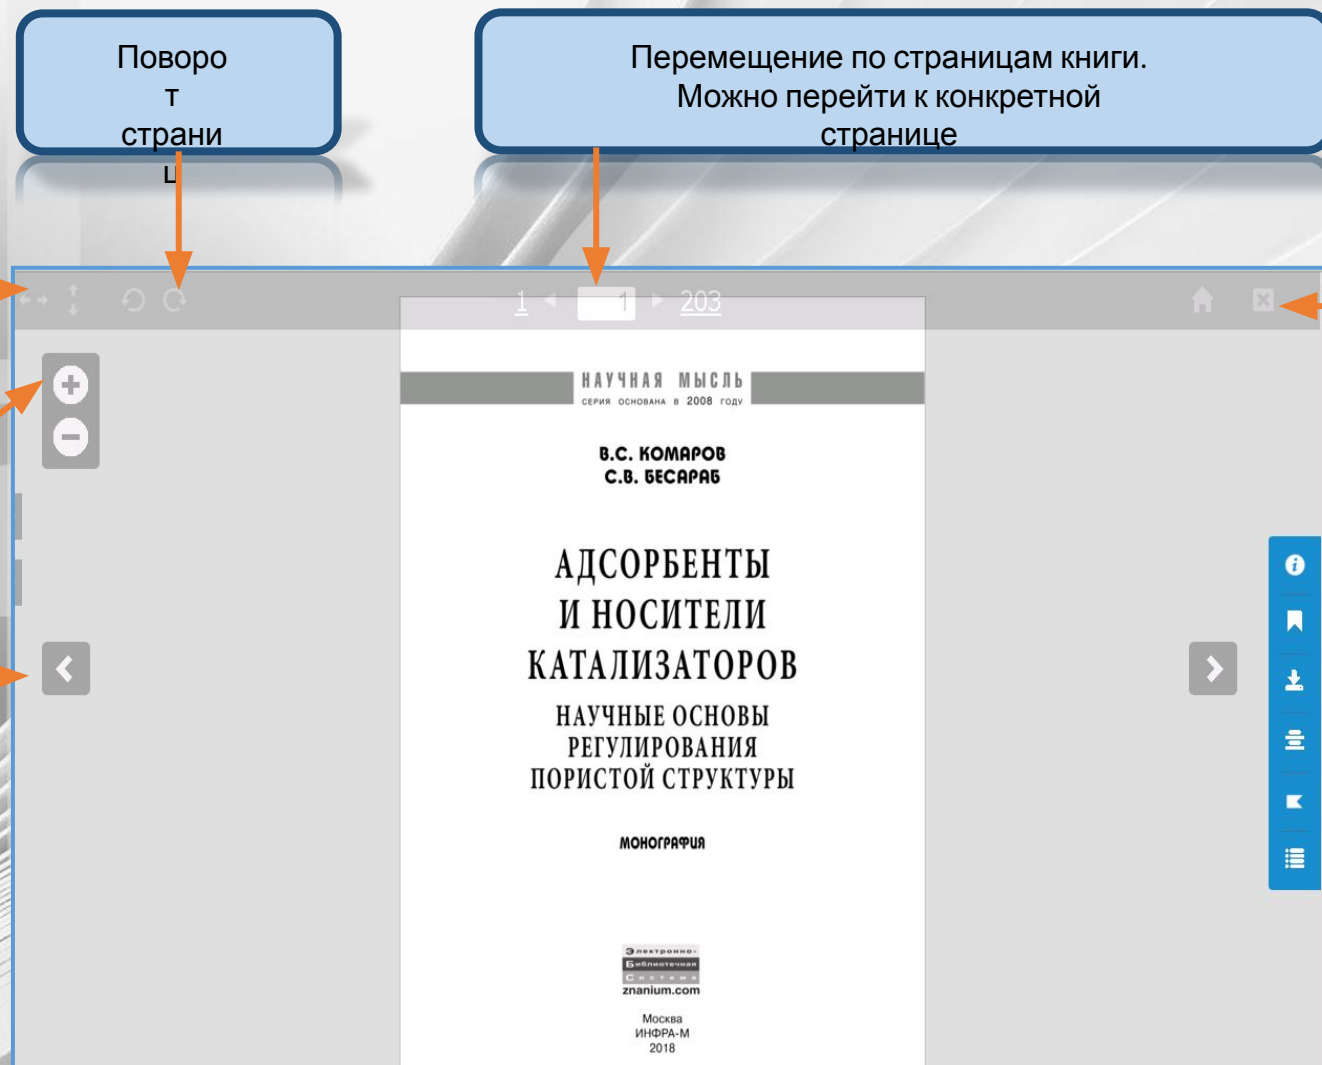 Поворо
т
страни
ц
Перемещение по страницам книги.
Можно перейти к конкретной
странице
1 1 203
НАУЧНАЯ МЫСЛЬ
СЕРИЯ ОСНОВАНА В 2008 ГОДУ
В.С. КОМАРОВ
С.В. БЕСАРАБ
АДСОРБЕНТЫ
И НОСИТЕЛИ
КАТАЛИЗАТОРОВ
НАУЧНЫЕ ОСНОВЫ
РЕГУЛИРОВАНИЯ
ПОРИСТОЙ СТРУКТУРЫ
МОНОГРАФИЯ
Электронно-
Библиотечная
Система
znanium.com
Москва
ИНФРА-М
2018